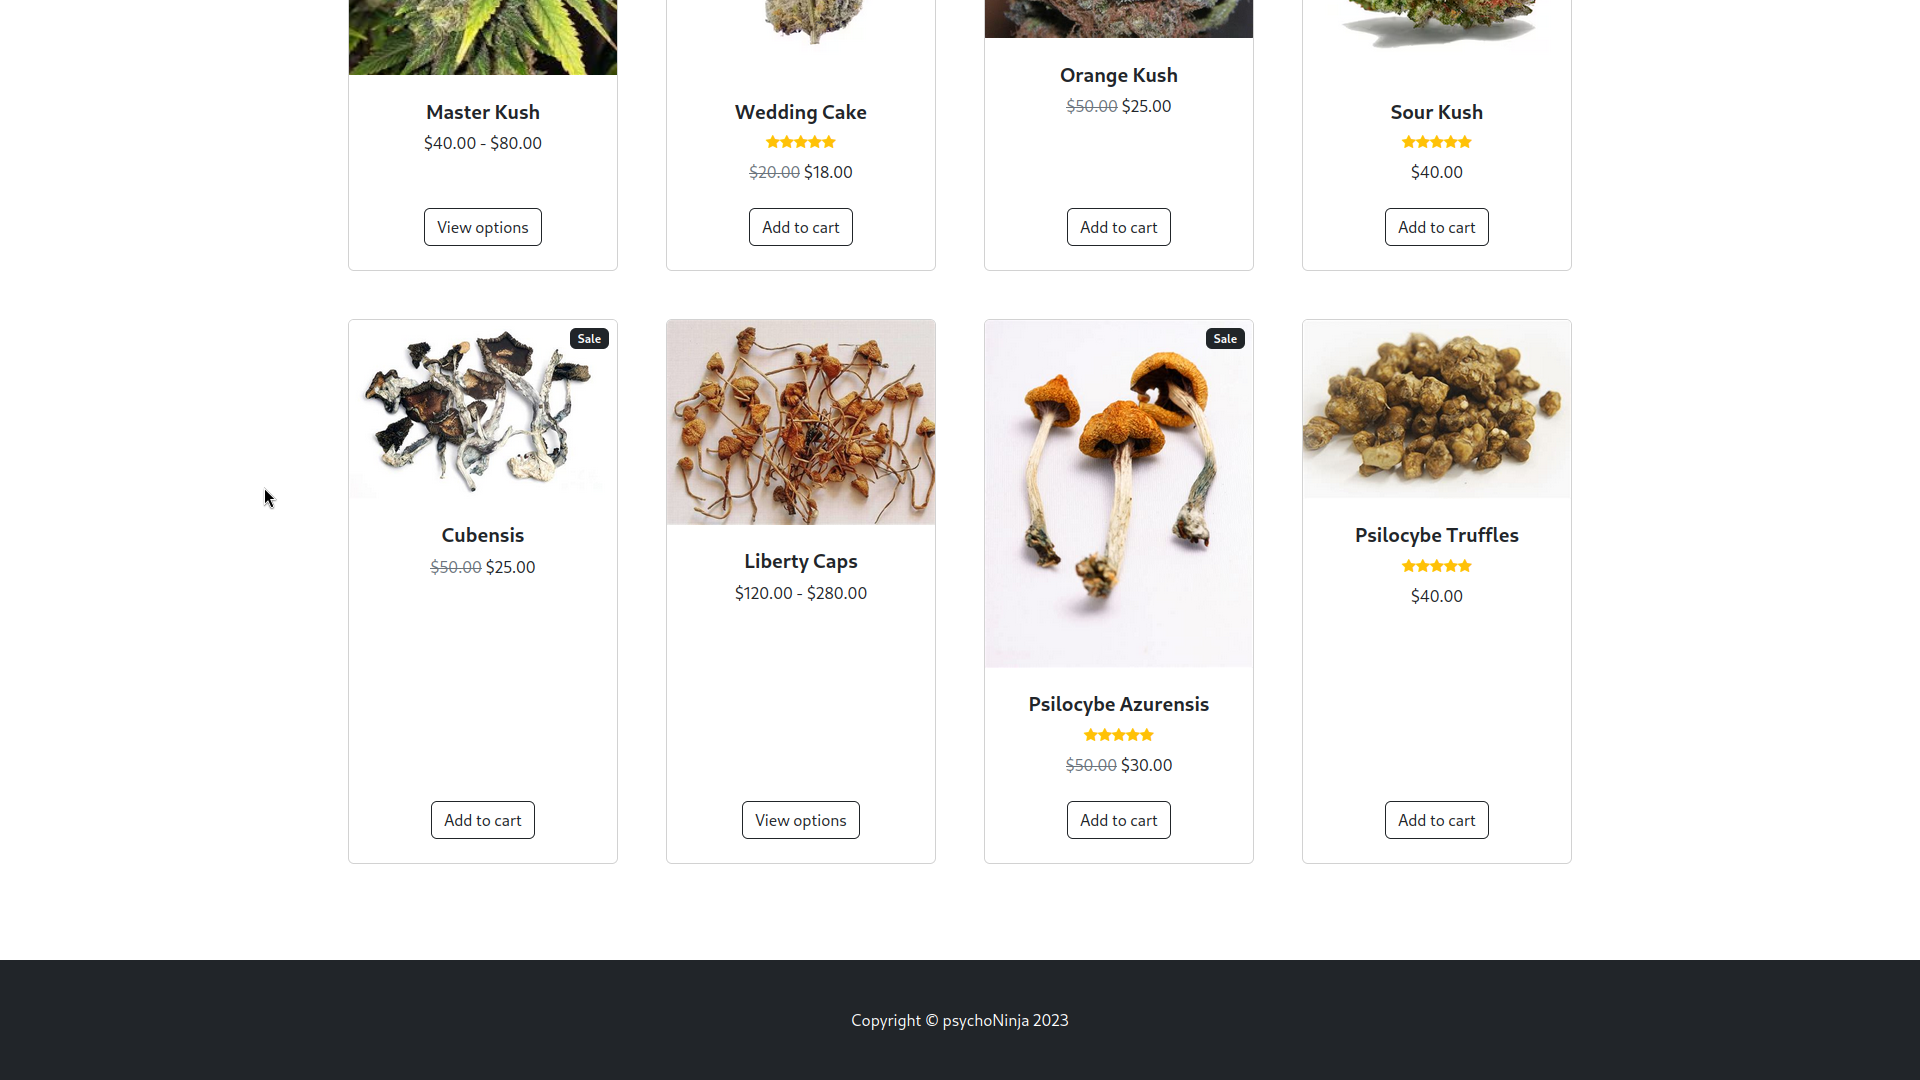 Master Kush
$40.00 - $80.00
View options
Wedding Cake
$20.00 $18.00
Add to cart
Orange Kush
$50.00 $25.00
Add to cart
Sour Kush
$40.00
Add to cart
Sale
Cubensis
$50.00 $25.00
Add to cart
Liberty Caps
$120.00 - $280.00
View options
Sale
Psilocybe Azurensis
$50.00 $30.00
Add to cart
Psilocybe Truffles
$40.00
Add to cart
Copyright © psychoNinja 2023